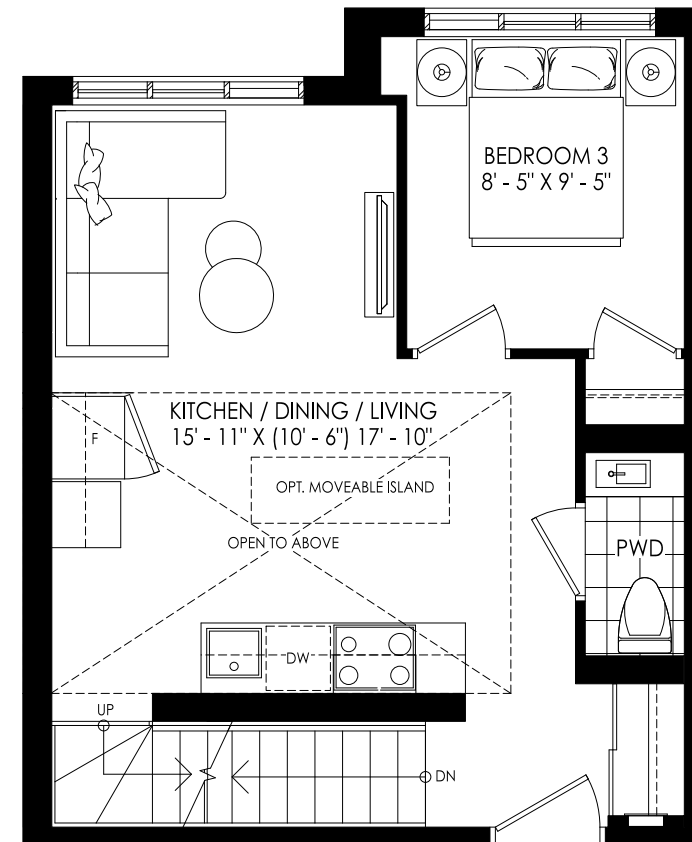 BEDROOM 3
8' - 5" X 9' - 5"
KITCHEN / DINING / LIVING
15' - 11" X (10' - 6") 17' - 10"
F
OPT. MOVEABLE ISLAND
OPEN TO ABOVE
PWD
DW
UP
DN